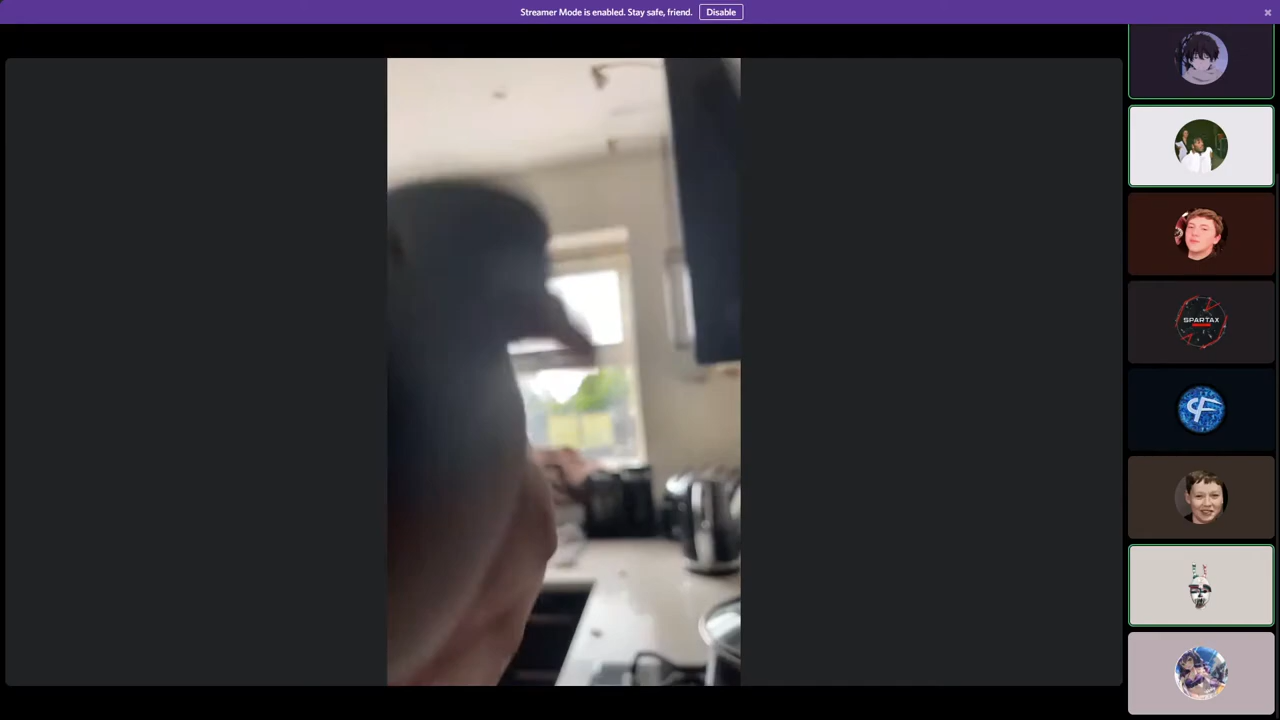 Streamer Mode is enabled. Stay safe, friend.
Disable
SPARTAX